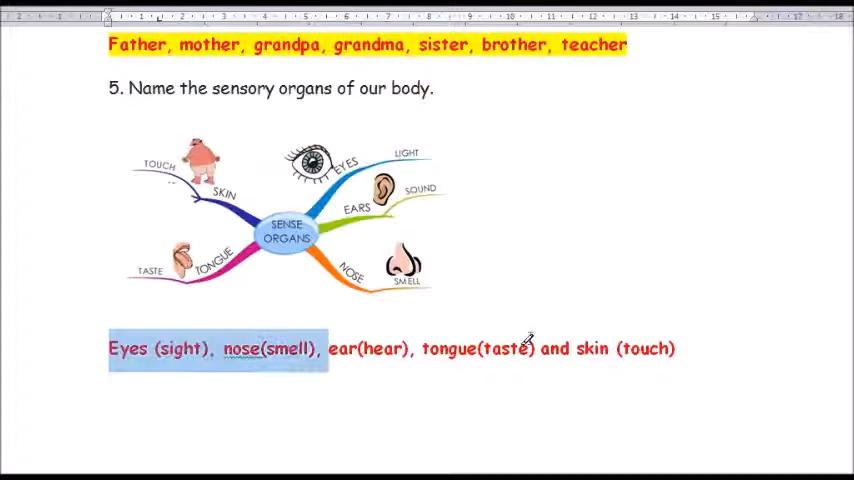 Father, mother, grandpa, grandma, sister, brother, teacher
5. Name the sensory organs of our body.
TOUCH
SKIN
EYES
LIGHT
EARS
SOUND
SENSE
ORGANS
TASTE
TONGUE
NOSE
SMELL
Eyes (sight), nose(smell), ear(hear), tongue(taste) and skin (touch)